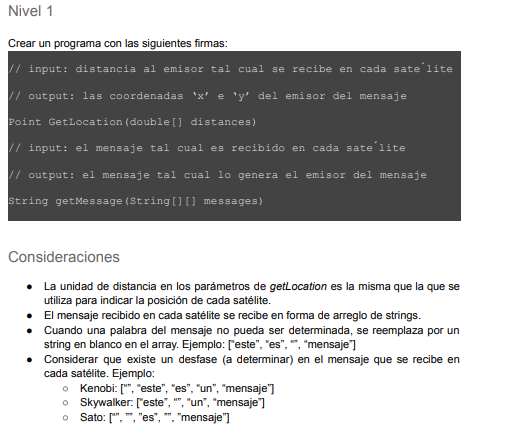 Nivel 1
Crear un programa con las siguientes firmas:
// input: distancia al emisor tal cual se recibe en cada sate´lite
// output: las coordenadas ‘x’ e ‘y’ del emisor del mensaje
Point GetLocation(double[] distances)
// input: el mensaje tal cual es recibido en cada sate´lite
// output: el mensaje tal cual lo genera el emisor del mensaje
String getMessage(String[][] messages)
Consideraciones
● La unidad de distancia en los parámetros de getLocation es la misma que la que se
utiliza para indicar la posición de cada satélite.
● El mensaje recibido en cada satélite se recibe en forma de arreglo de strings.
● Cuando una palabra del mensaje no pueda ser determinada, se reemplaza por un
string en blanco en el array. Ejemplo: [“este”, “es”, “”, “mensaje”]
● Considerar que existe un desfase (a determinar) en el mensaje que se recibe en
cada satélite. Ejemplo:
○ Kenobi: [“”, “este”, “es”, “un”, “mensaje”]
○ Skywalker: [“este”, “”, “un”, “mensaje”]
○ Sato: [“”, ””, ”es”, ””, ”mensaje”]